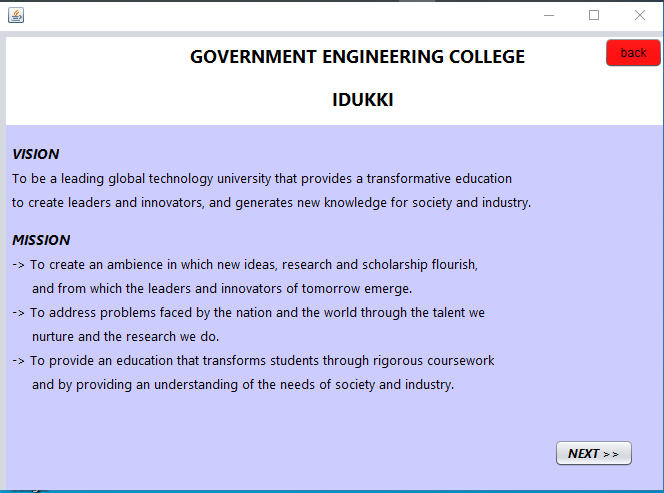 GOVERNMENT ENGINEERING COLLEGE
back
IDUKKI
VISION
To be a leading global technology university that provides a transformative education
to create leaders and innovators, and generates new knowledge for society and industry.
MISSION
-> To create an ambience in which new ideas, research and scholarship flourish,
and from which the leaders and innovators of tomorrow emerge.
-> To address problems faced by the nation and the world through the talent we
nurture and the research we do.
-> To provide an education that transforms students through rigorous coursework
and by providing an understanding of the needs of society and industry.
NEXT >>